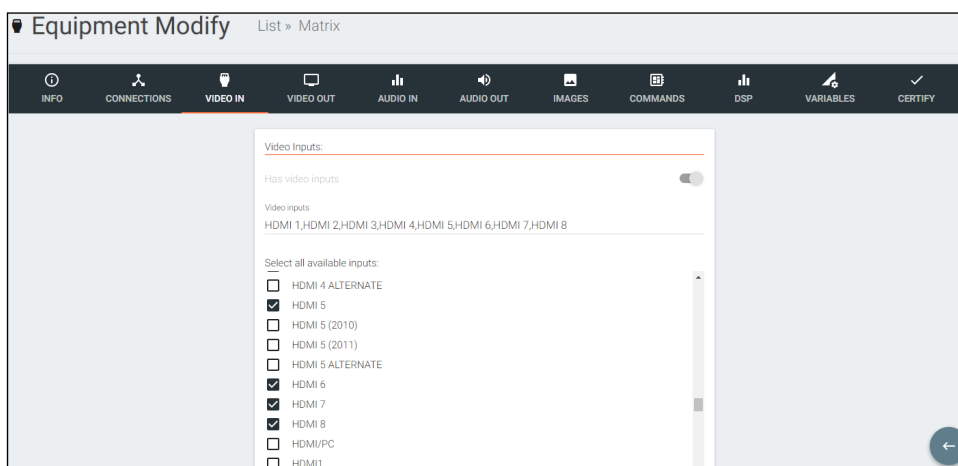 Equipment Modify List » Matrix
INFO CONNECTIONS VIDEO IN VIDEO OUT AUDIO IN AUDIO OUT IMAGES COMMANDS DSP VARIABLES CERTIFY
Video Inputs:
Has video inputs
Video inputs
HDMI 1,HDMI 2,HDMI 3,HDMI 4,HDMI 5,HDMI 6,HDMI 7,HDMI 8
Select all available inputs:
HDMI 4 ALTERNATE
HDMI 5
HDMI 5 (2010)
HDMI 5 (2011)
HDMI 5 ALTERNATE
HDMI 6
HDMI 7
HDMI 8
HDMI/PC
HDMI1